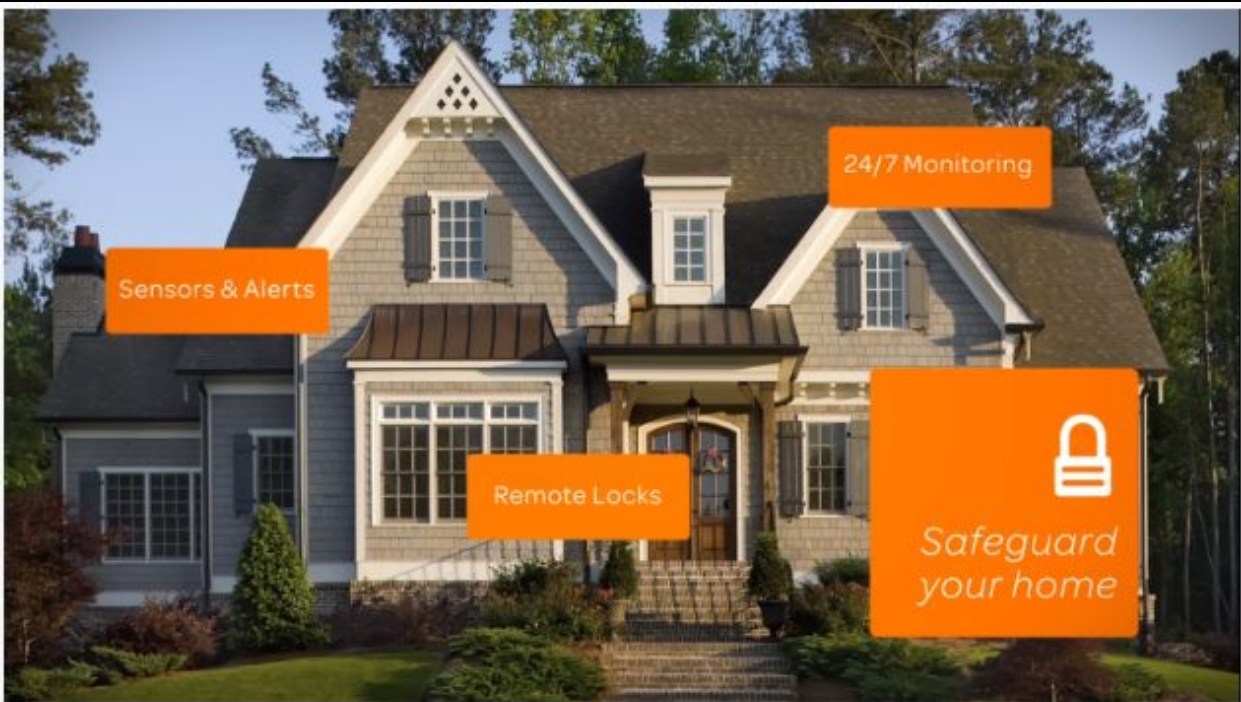 24/7 Monitoring
Sensors & Alerts
Remote Locks
Safeguard
your home